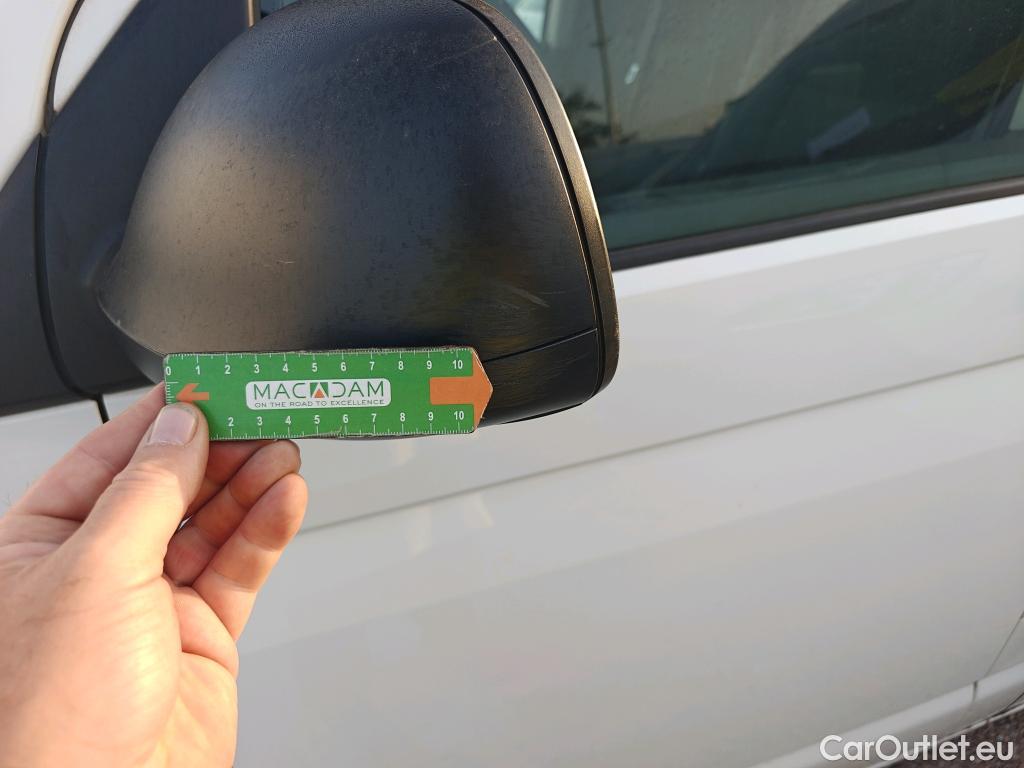 0 1 2 3 4 5 6 7 8 9 10
MACADAM
ON THE ROAD TO EXCELLENCE
2 3 4 5 6 7 8 9 10
CarOutlet.eu